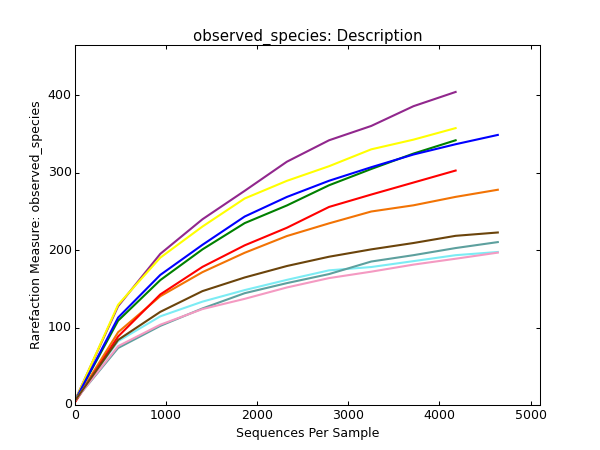 observed_species: Description
400
300
200
100
0
0 1000 2000 3000 4000 5000
Sequences Per Sample
Rarefaction Measure: observed_species